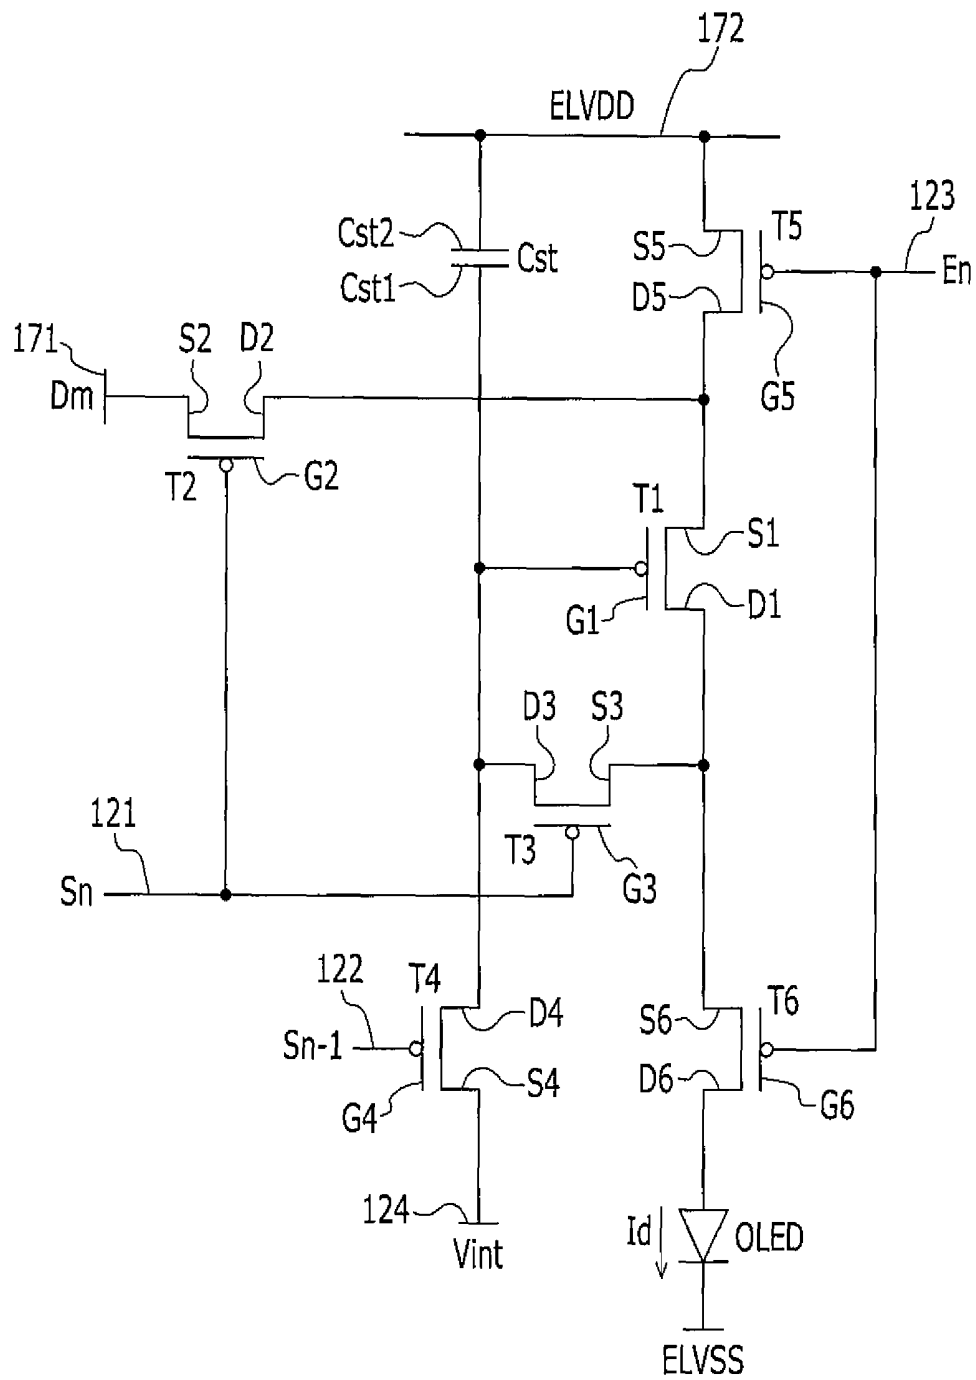 172
ELVDD
123
T5
Cst2
S5
Cst
En
Cst1
D5
171
S2
D2
Dm
G5
T2
G2
T1
S1
G1
D1
D3
S3
121
T3
Sn
G3
122
T4
T6
D4
S6
Sn-1
S4
D6
G4
G6
124
Id
OLED
Vint
ELVSS